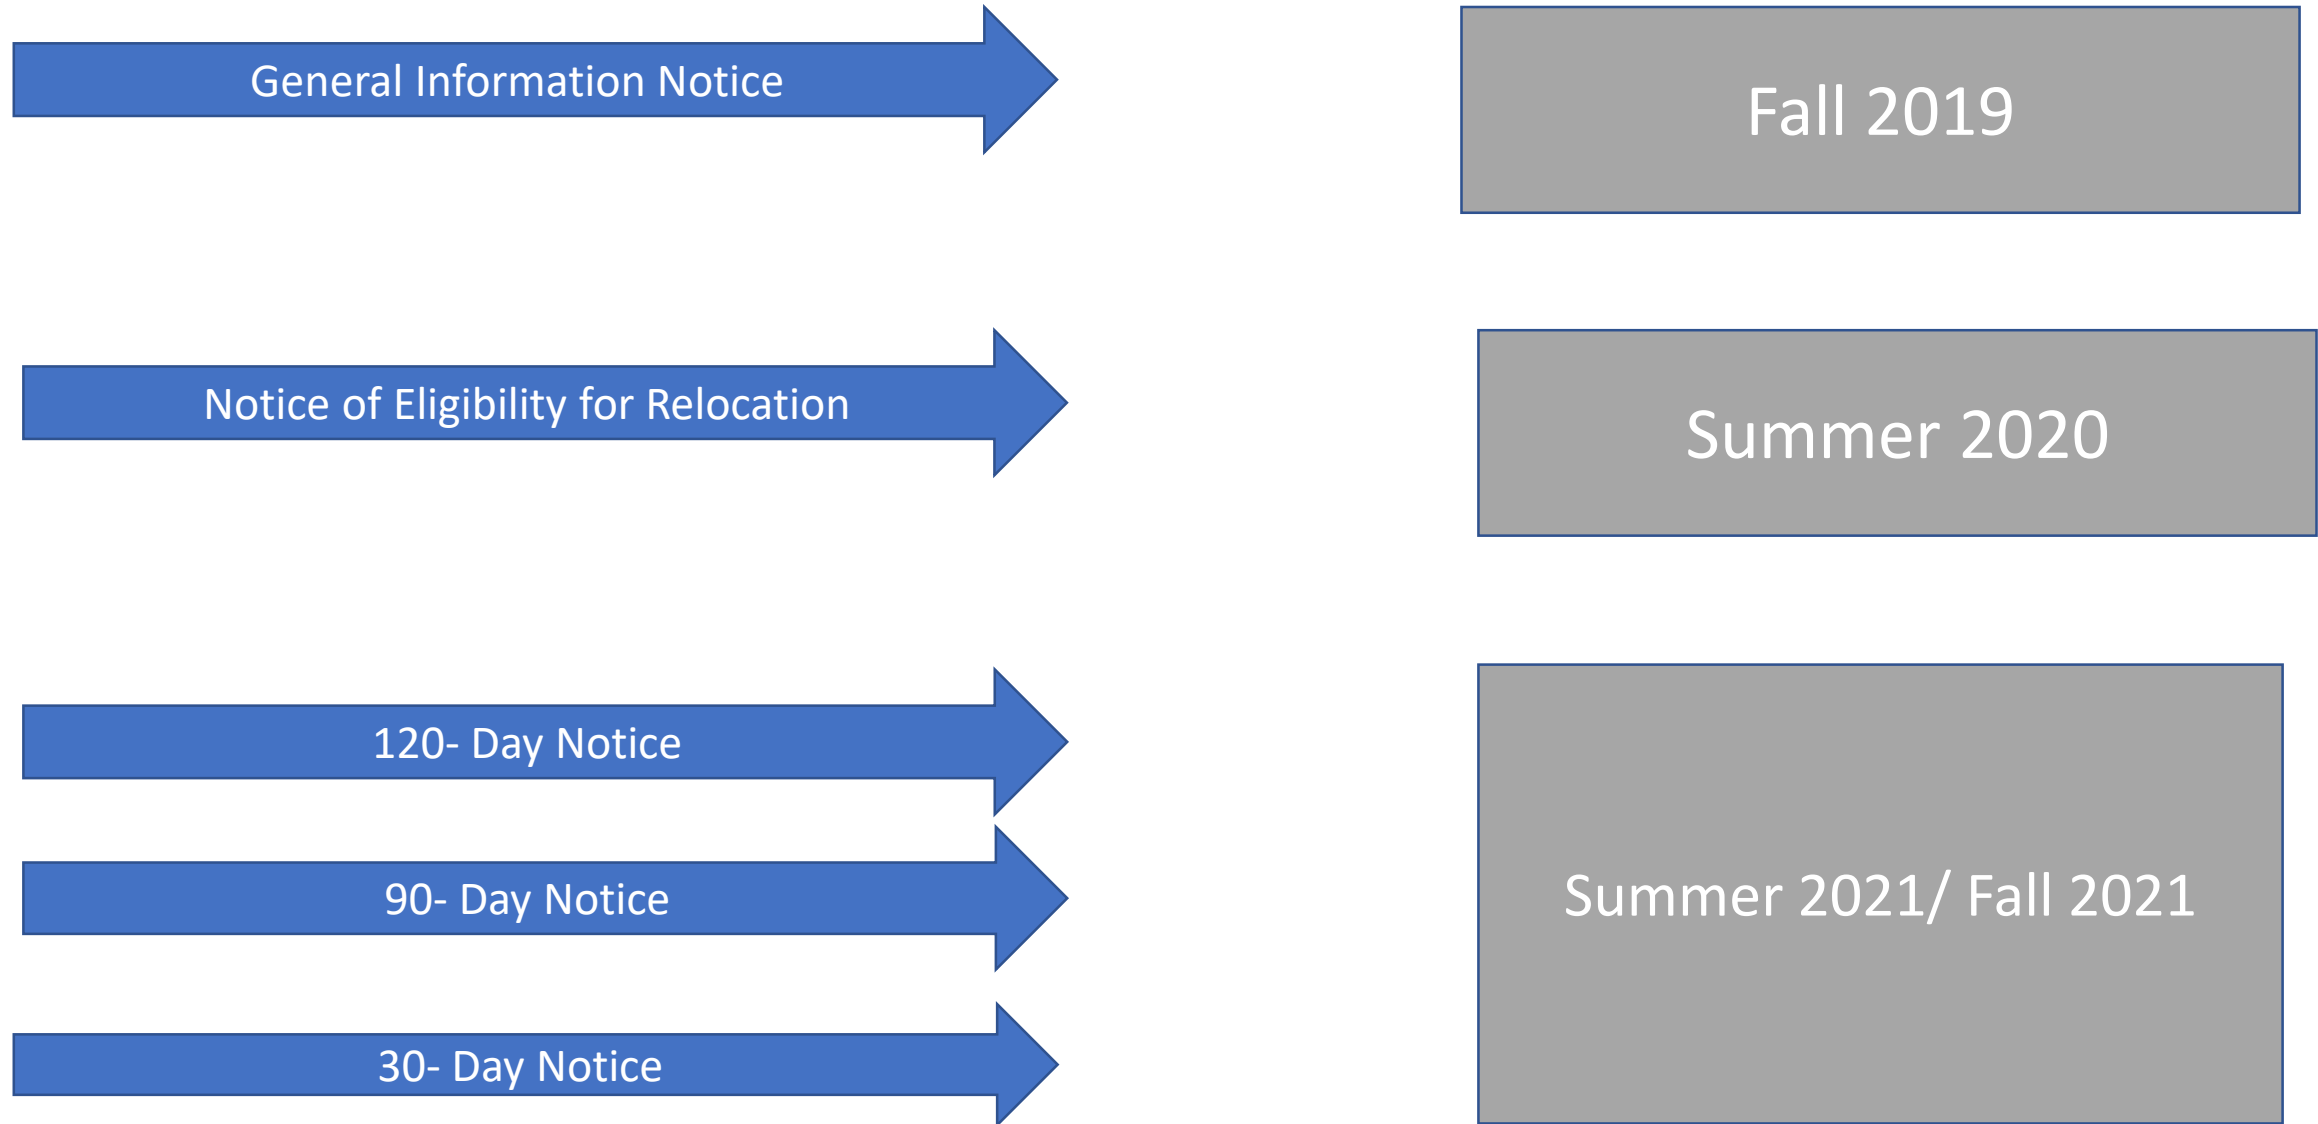 General Information Notice
Fall 2019
Notice of Eligibility for Relocation
Summer 2020
120- Day Notice
90- Day Notice
Summer 2021/ Fall 2021
30- Day Notice